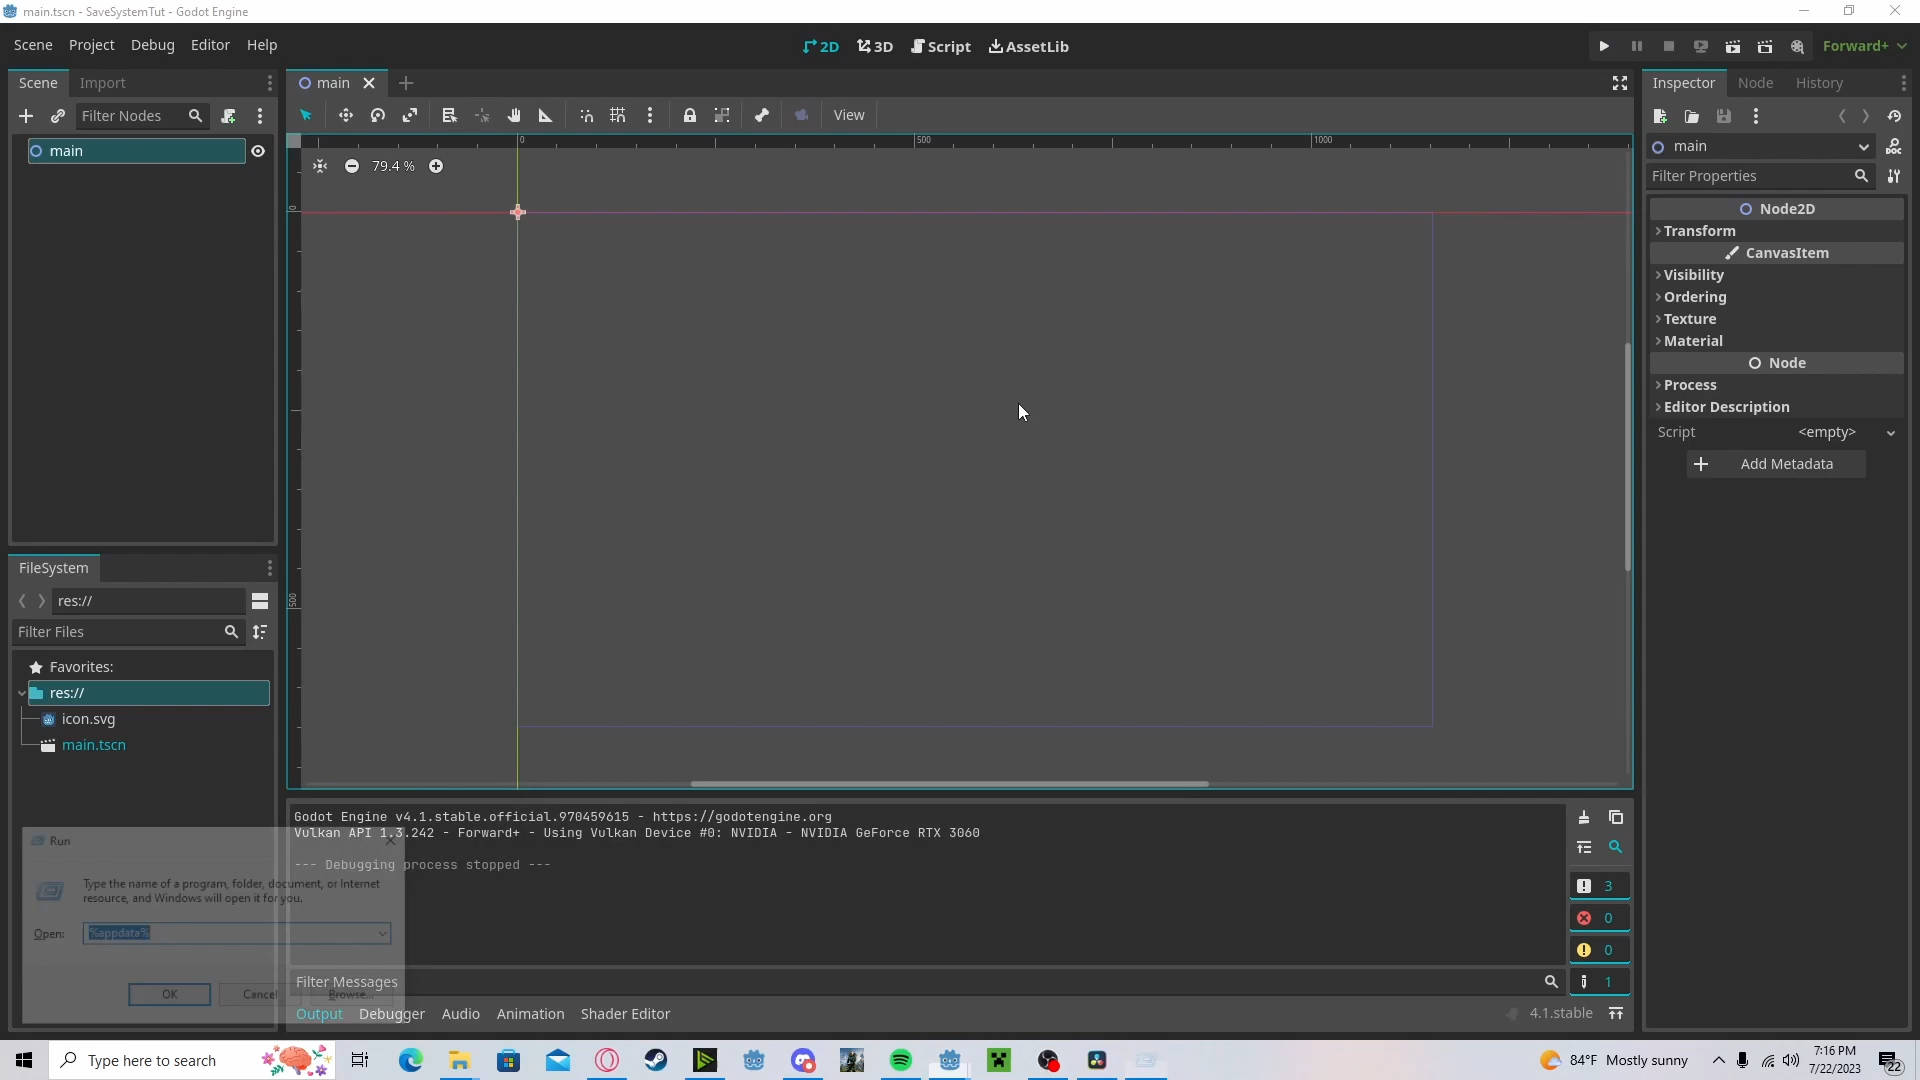 main.tscn - SaveSystemTut - Godot Engine
Scene Project Debug Editor Help
2D 3D Script AssetLib
Forward+
Scene Import
main
Inspector Node History
Filter Nodes
View
main
Filter Properties
main
79.4 %
0 500 1000
0
500
Node2D
Transform
CanvasItem
Visibility
Ordering
Texture
Material
Node
Process
Editor Description
Script <empty>
Add Metadata
FileSystem
res://
Filter Files
Favorites:
res://
icon.svg
main.tscn
Godot Engine v4.1.stable.official.970459615 - https://godotengine.org
Vulkan API 1.3.242 - Forward+ - Using Vulkan Device #0: NVIDIA - NVIDIA GeForce RTX 3060
--- Debugging process stopped ---
3
0
0
1
Filter Messages
Output Debugger Audio Animation Shader Editor
4.1.stable
Run
Type the name of a program, folder, document, or Internet
resource, and Windows will open it for you.
Open: %appdata%
OK Cancel Browse...
Type here to search
84°F Mostly sunny
7:16 PM
7/22/2023
22